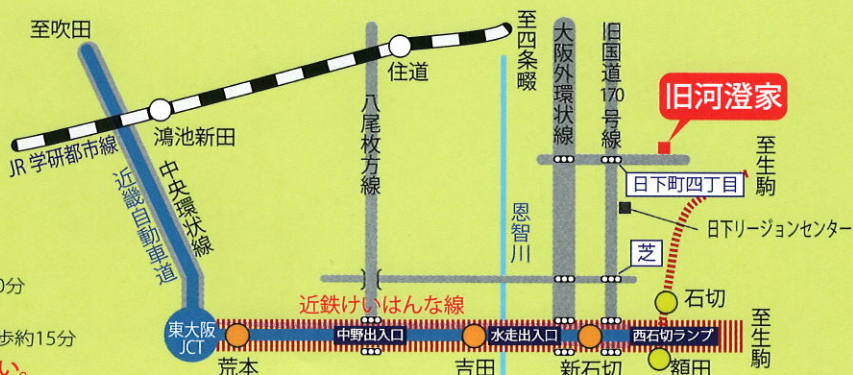 至吹田
至四条畷
大阪外環状線
旧国道170号線
住道
旧河澄家
鴻池新田
八尾枚方線
至生駒
JR学研都市線
中央環状線
近畿自動車道
日下町四丁目
恩智川
日下リージョンセンター
芝
0分
近鉄けいはんな線
石切
歩約15分
東大阪
JCT
中野出入口
水走出入口
西石切ランプ
至生駒
荒本
吉田
新石切
額田
い。